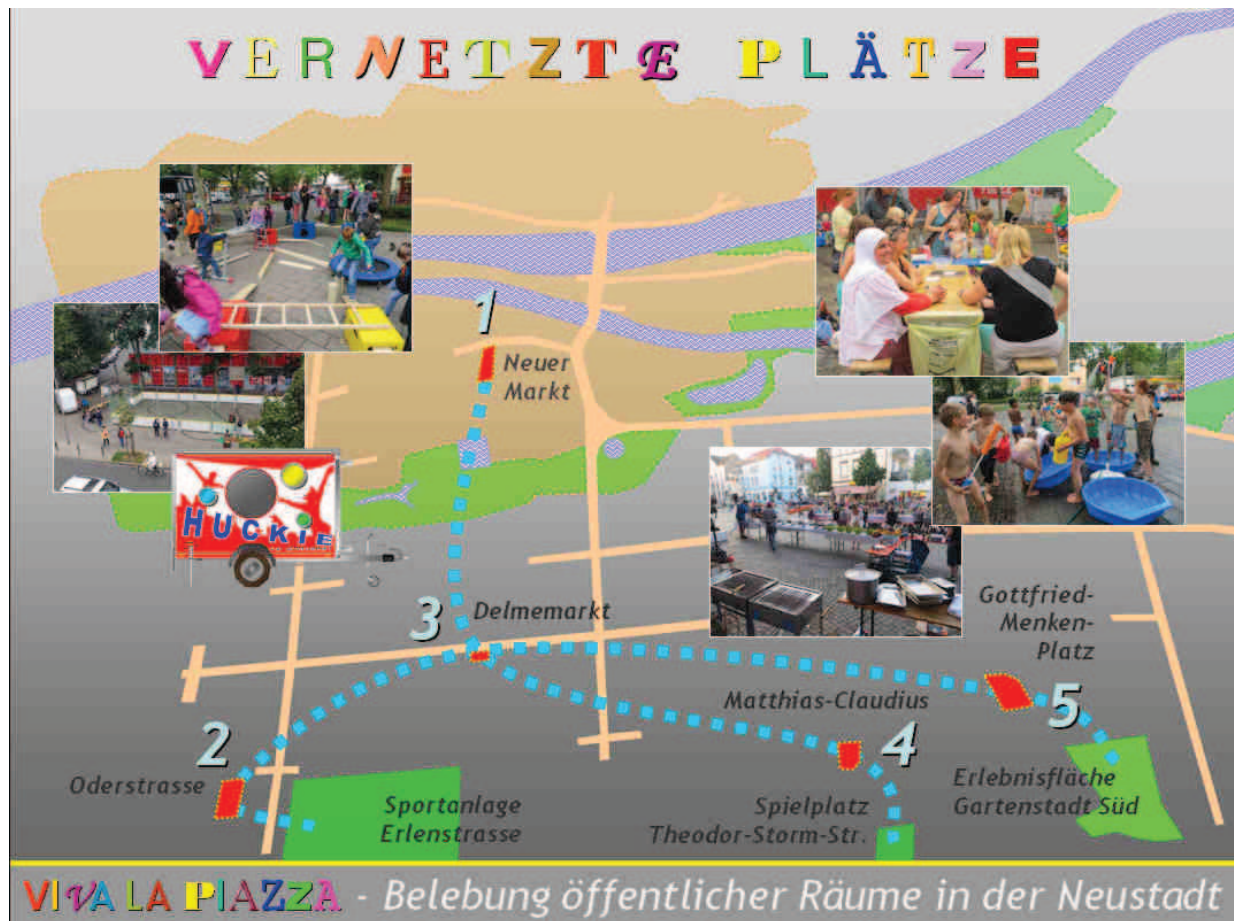 VERNETZTE PLÄTZE
1
Neuer
Markt
HUCKIE
3
Delmemarkt
Gottfried-
Menken-
Platz
2
Matthias-Claudius
5
4
Oderstrasse
Sportanlage
Erlenstrasse
Spielplatz
Theodor-Storm-Str.
Erlebnisfläche
Gartenstadt Süd
VIVA LA PIAZZA - Belebung öffentlicher Räume in der Neustadt